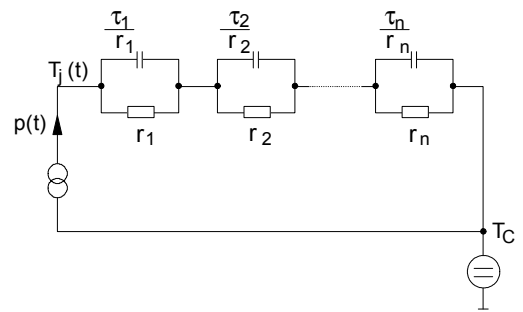 τ1 τ2 τn
r1 r2 rn
Tj (t)
p(t)
r1 r2 rn
TC